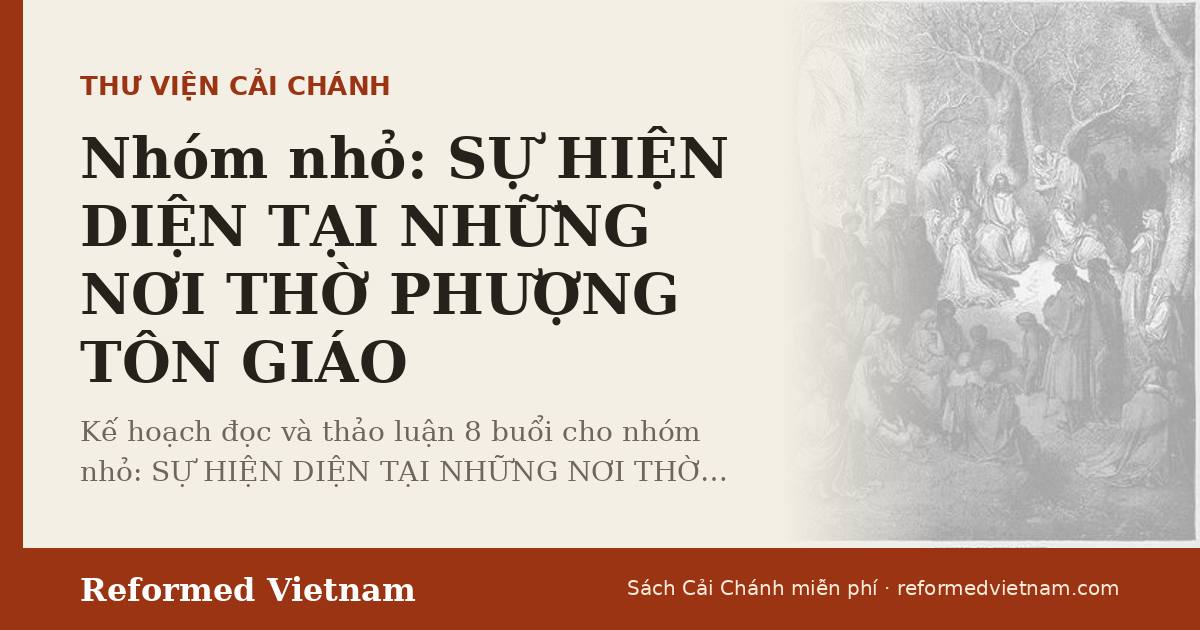 THƯ VIỆN CẢI CHÁNH
Nhóm nhỏ: SỰ HIỆN
DIỆN TẠI NHỮNG
NƠI THỜ PHƯỢNG
TÔN GIÁO
Kế hoạch đọc và thảo luận 8 buổi cho nhóm
nhỏ: SỰ HIỆN DIỆN TẠI NHỮNG NƠI THỜ...
Reformed Vietnam
Sách Cải Chánh miễn phí · reformedvietnam.com